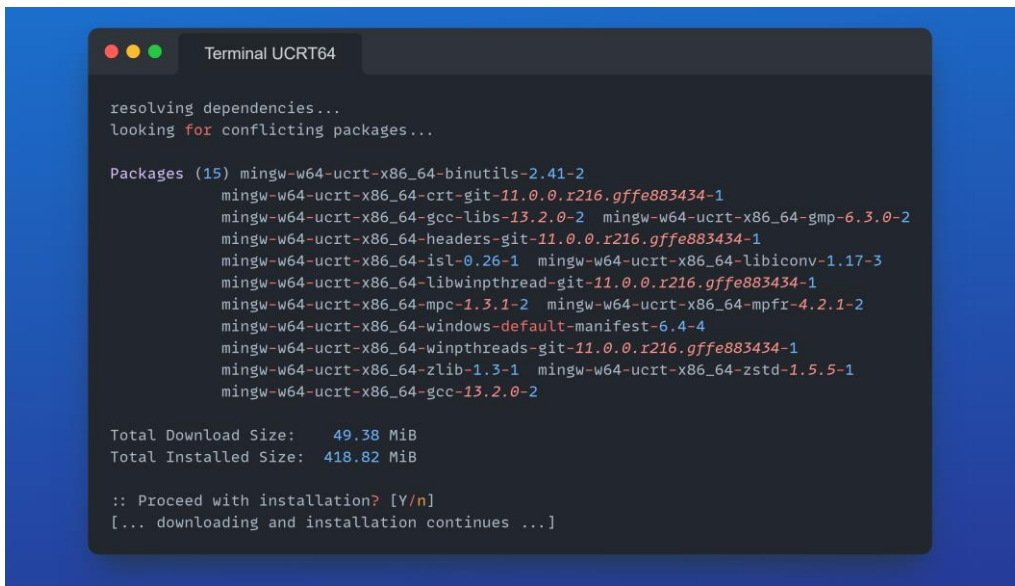 Terminal UCRT64
resolving dependencies...
looking for conflicting packages...
Packages (15) mingw-w64-ucrt-x86_64-binutils-2.41-2
mingw-w64-ucrt-x86_64-crt-git-11.0.0.r216.gffe883434-1
mingw-w64-ucrt-x86_64-gcc-libs-13.2.0-2  mingw-w64-ucrt-x86_64-gmp-6.3.0-2
mingw-w64-ucrt-x86_64-headers-git-11.0.0.r216.gffe883434-1
mingw-w64-ucrt-x86_64-isl-0.26-1  mingw-w64-ucrt-x86_64-libiconv-1.17-3
mingw-w64-ucrt-x86_64-libwinpthread-git-11.0.0.r216.gffe883434-1
mingw-w64-ucrt-x86_64-mpc-1.3.1-2  mingw-w64-ucrt-x86_64-mpfr-4.2.1-2
mingw-w64-ucrt-x86_64-windows-default-manifest-6.4-4
mingw-w64-ucrt-x86_64-winpthreads-git-11.0.0.r216.gffe883434-1
mingw-w64-ucrt-x86_64-zlib-1.3-1  mingw-w64-ucrt-x86_64-zstd-1.5.5-1
mingw-w64-ucrt-x86_64-gcc-13.2.0-2
Total Download Size:    49.38 MiB
Total Installed Size:  418.82 MiB
:: Proceed with installation? [Y/n]
[... downloading and installation continues ...]